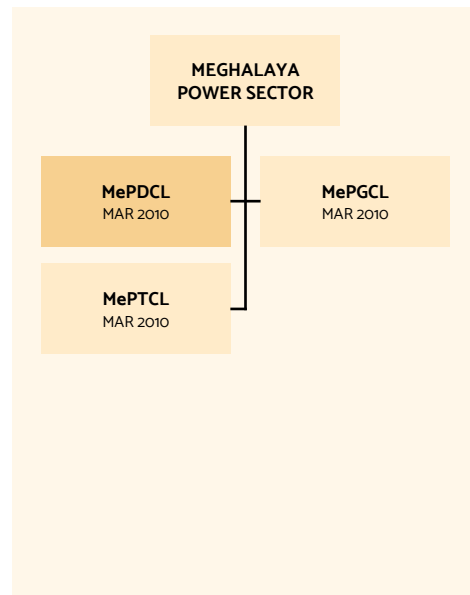 MEGHALAYA
POWER SECTOR
MePDCL
MAR 2010
MePGCL
MAR 2010
MePTCL
MAR 2010